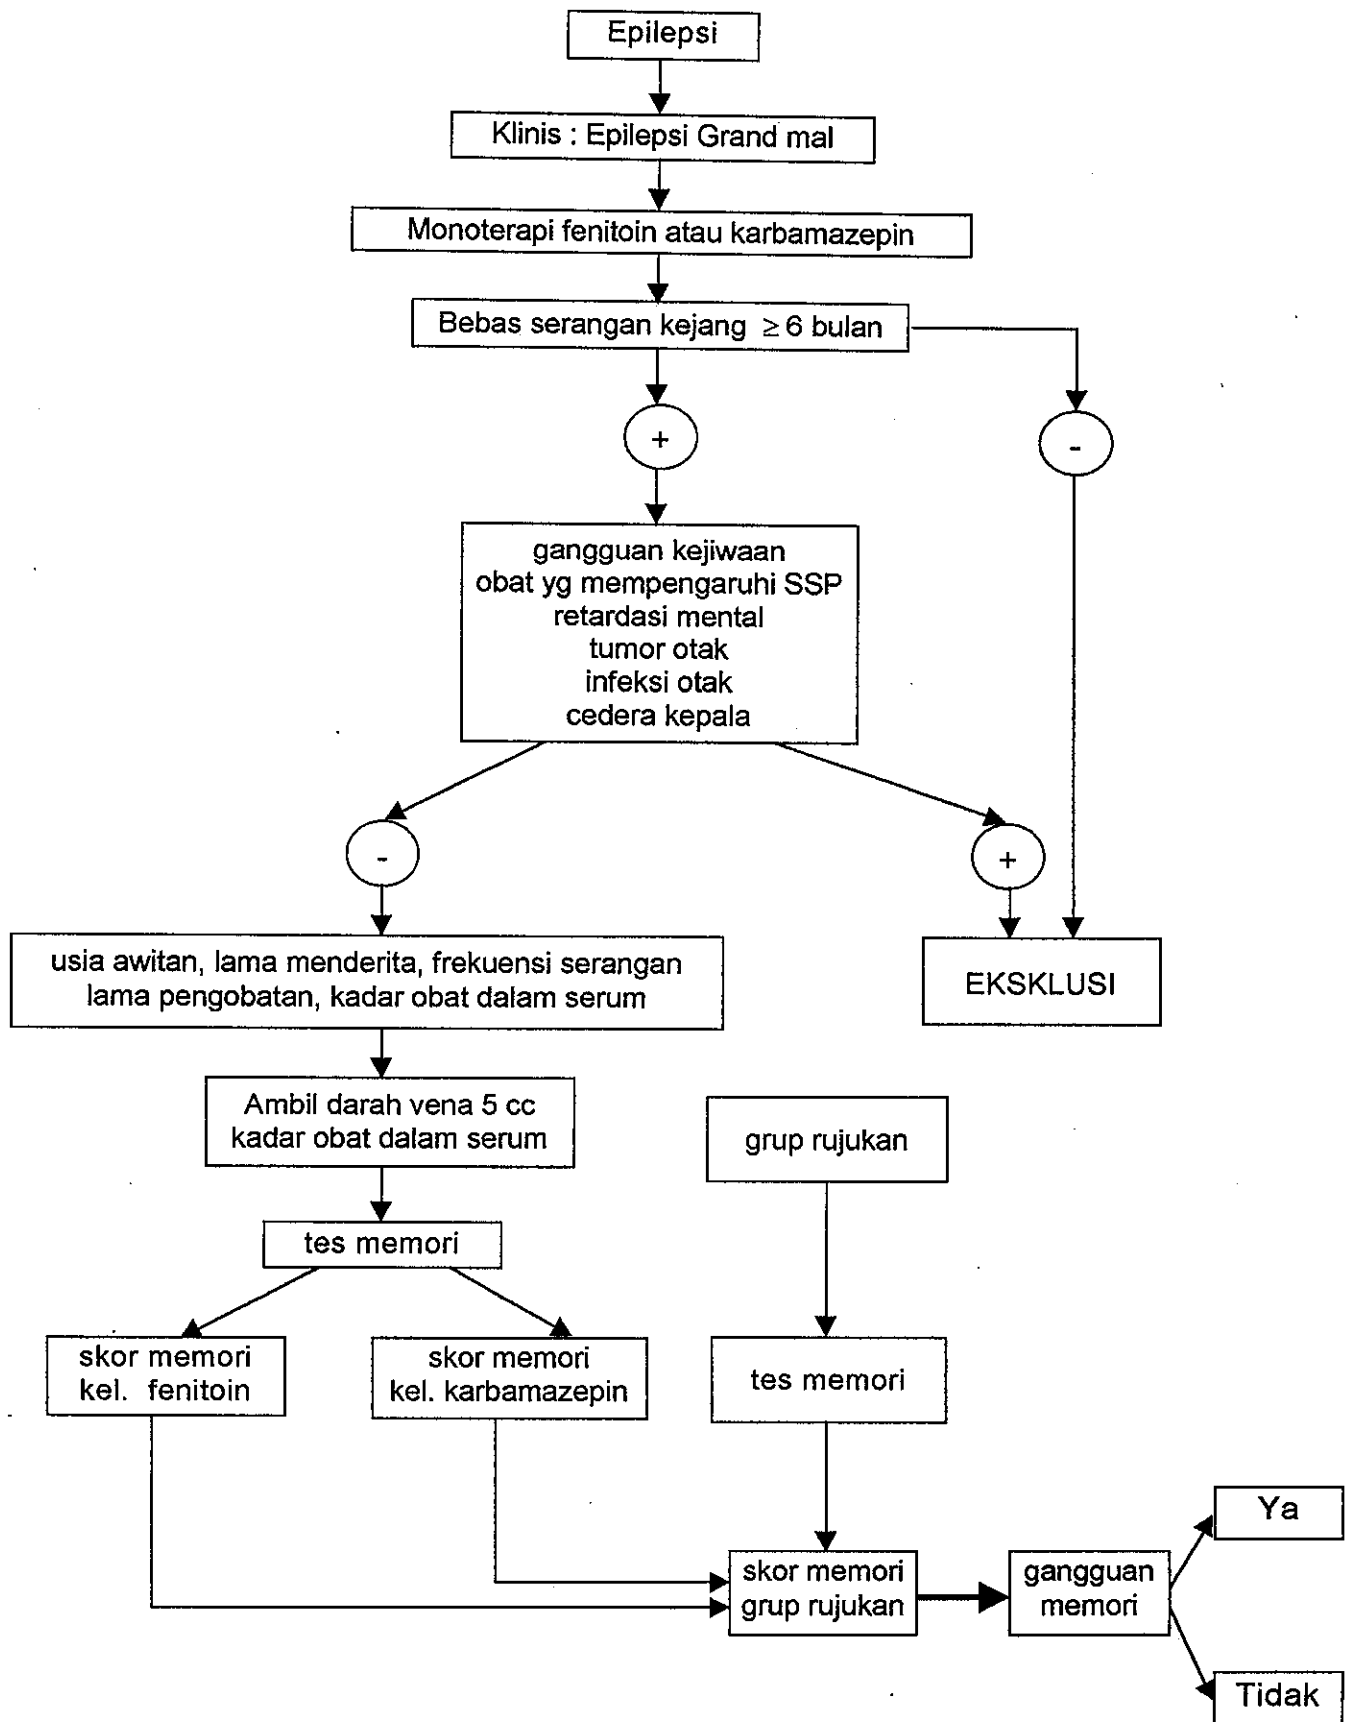 Epilepsi
Klinis : Epilepsi Grand mal
Monoterapi fenitoin atau karbamazepin
Bebas serangan kejang ≥ 6 bulan
+
-
gangguan kejiwaan
obat yg mempengaruhi SSP
retardasi mental
tumor otak
infeksi otak
cedera kepala
-
+
usia awitan, lama menderita, frekuensi serangan
lama pengobatan, kadar obat dalam serum
EKSKLUSI
Ambil darah vena 5 cc
kadar obat dalam serum
grup rujukan
tes memori
skor memori
kel. fenitoin
skor memori
kel. karbamazepin
tes memori
skor memori
grup rujukan
gangguan
memori
Ya
Tidak